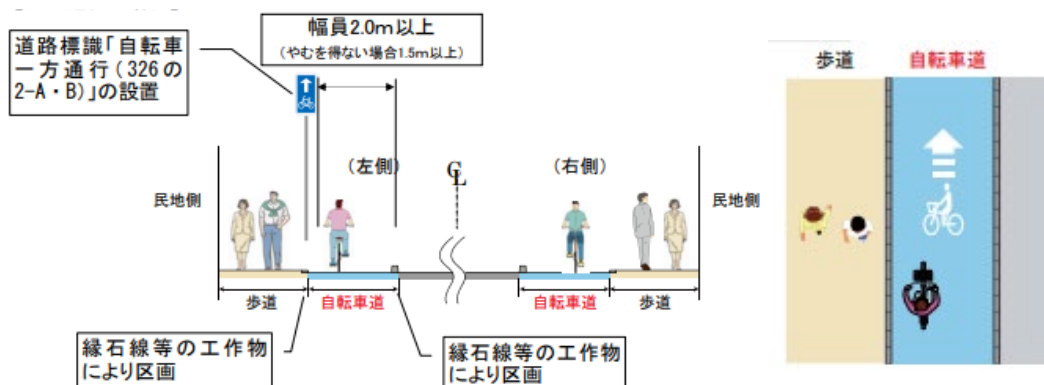 道路標識「自転車
一方通行(326の
2-A・B)」の設置
幅員2.0m以上
(やむを得ない場合1.5m以上)
(左側)
CL
(右側)
民地側
民地側
歩道
自転車道
自転車道
歩道
縁石線等の工作物
により区画
縁石線等の工作物
により区画
歩道
自転車道